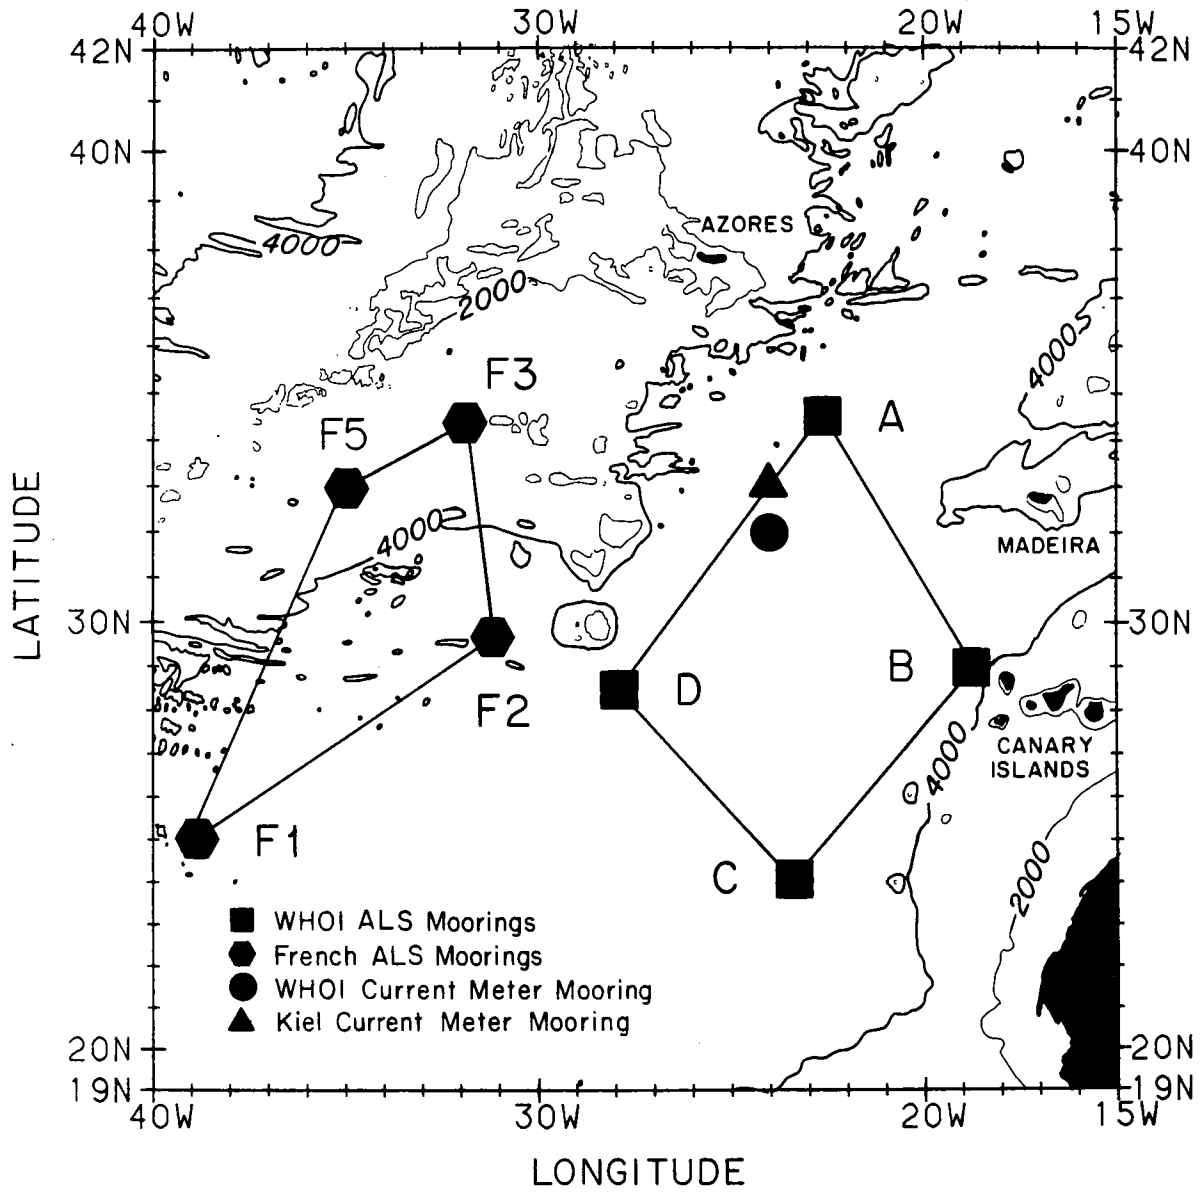 40W 30W 20W 15W
42N 42N
40N 40N
AZORES
4000
2000
4000
F3
F5
A
4000
MADEIRA
LATITUDE
30N 30N
B
D
F2
CANARY
ISLANDS
4000
F1
C
2000
WHOI ALS Moorings
French ALS Moorings
WHOI Current Meter Mooring
Kiel Current Meter Mooring
20N 20N
19N 19N
40W 30W 20W 15W
LONGITUDE